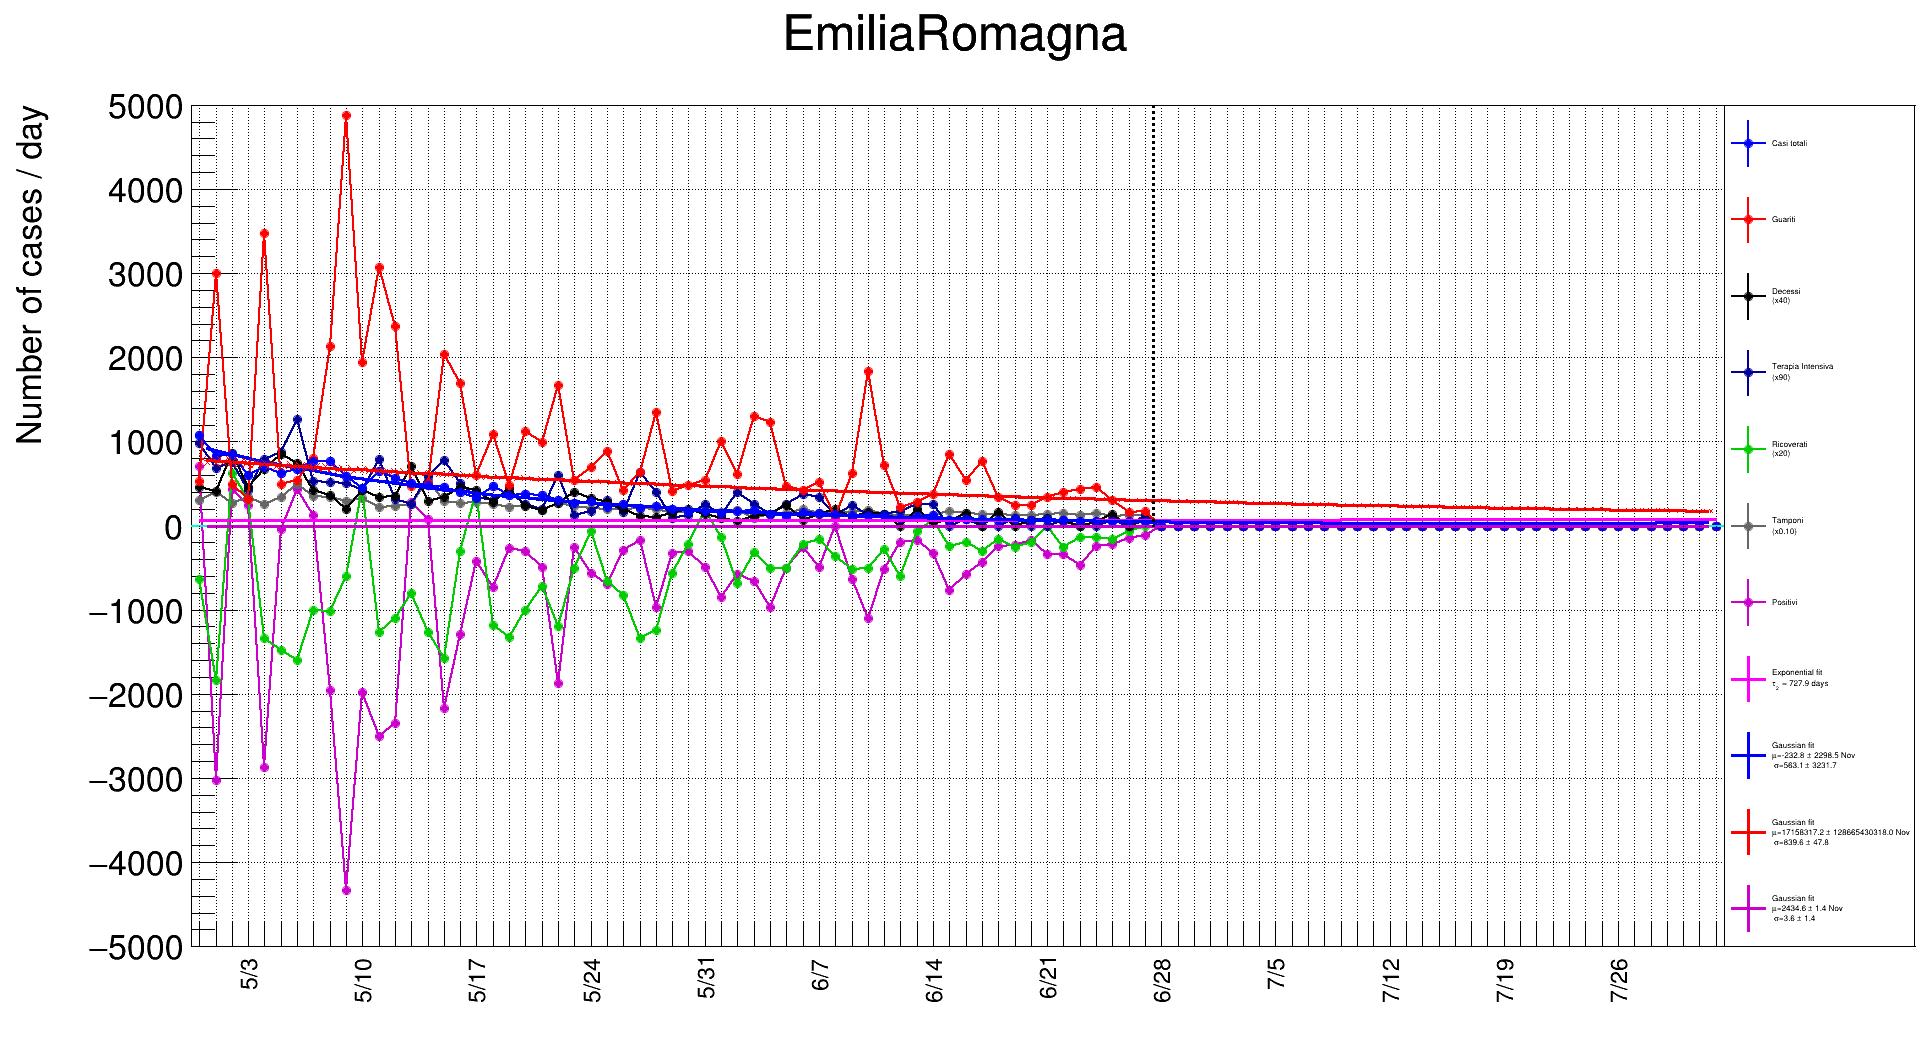 EmiliaRomagna
Number of cases / day
5000
4000
3000
2000
1000
0
−1000
−2000
−3000
−4000
−5000
5/3
5/10
5/17
5/24
5/31
6/7
6/14
6/21
6/28
7/5
7/12
7/19
7/26
Casi totali
Guariti
Decessi
(x40)
Terapia Intensiva
(x90)
Ricoverati
(x20)
Tamponi
(x0.10)
Positivi
Exponential fit
τ2 = 727.9 days
Gaussian fit
μ=-232.8 ± 2298.5 Nov
σ=563.1 ± 3231.7
Gaussian fit
μ=17158317.2 ± 128665430318.0 Nov
σ=839.6 ± 47.8
Gaussian fit
μ=2434.6 ± 1.4 Nov
σ=3.6 ± 1.4